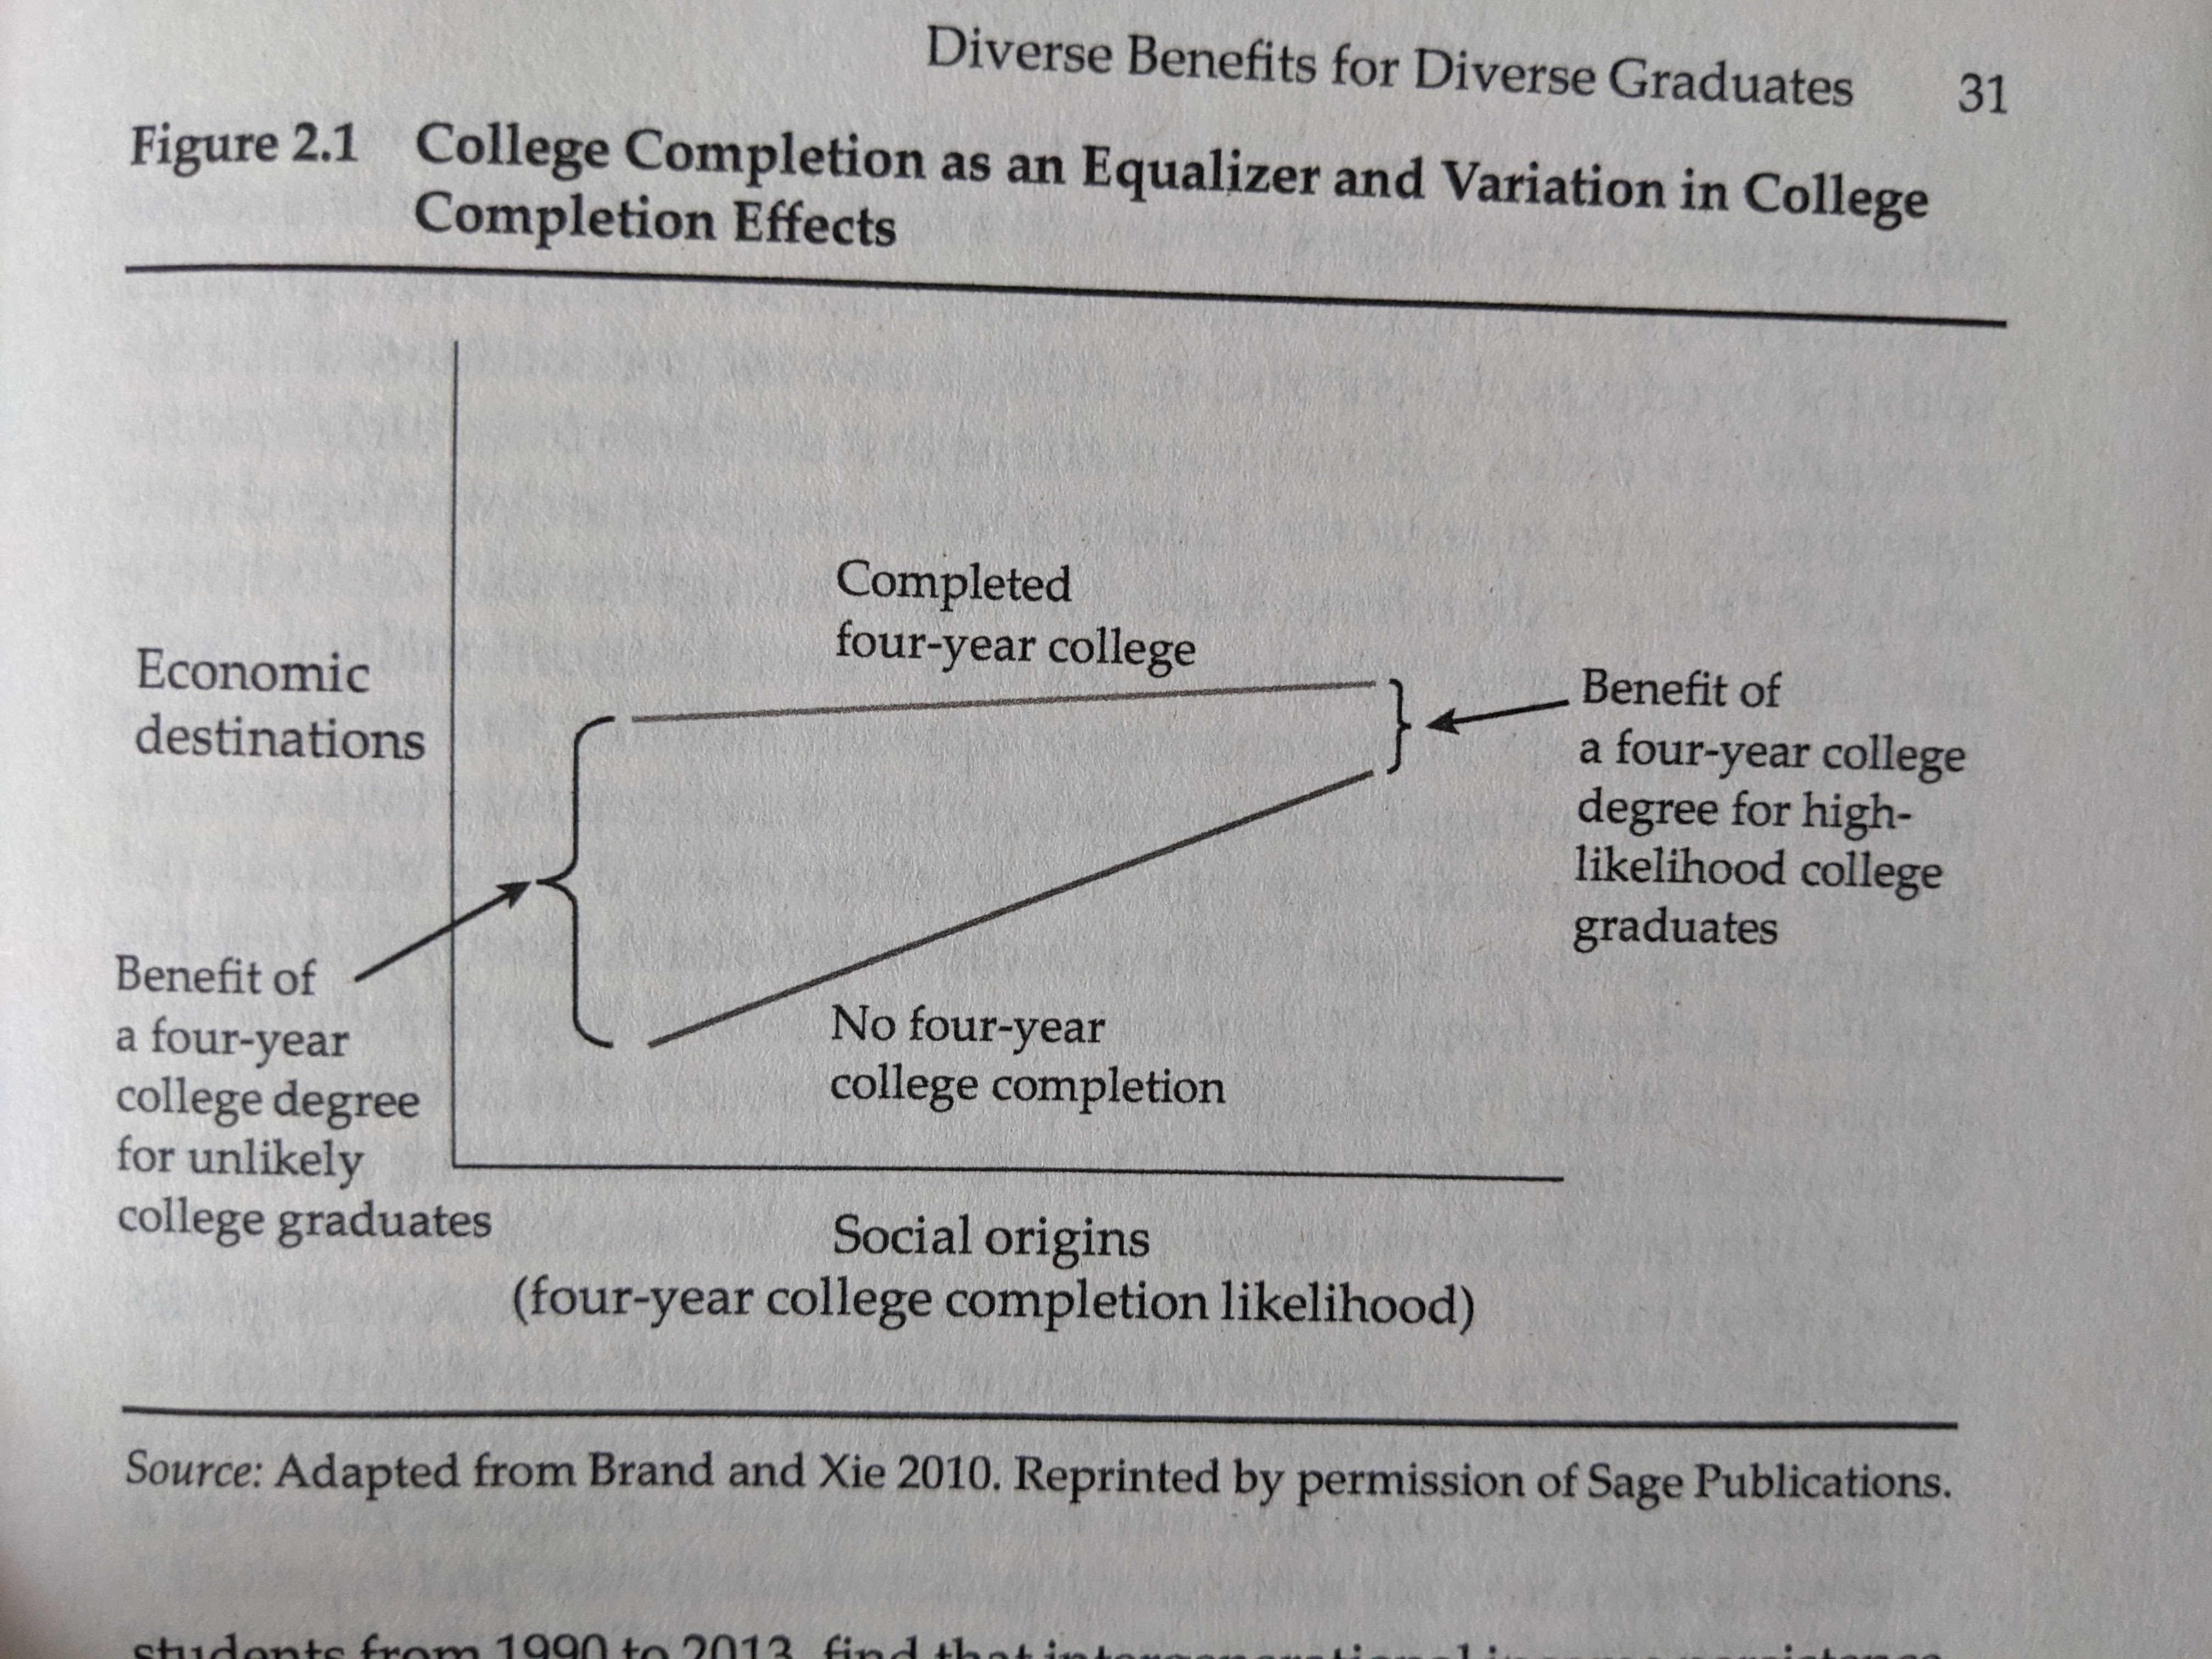 Diverse Benefits for Diverse Graduates 31
Figure 2.1 College Completion as an Equalizer and Variation in College
Completion Effects
Completed
four-year college
Economic
destinations
Benefit of
a four-year college
degree for high-
likelihood college
graduates
Benefit of
a four-year
college degree
for unlikely
college graduates
No four-year
college completion
Social origins
(four-year college completion likelihood)
Source: Adapted from Brand and Xie 2010. Reprinted by permission of Sage Publications.
students from 1990 to 2013, find that intergenerational income persistence